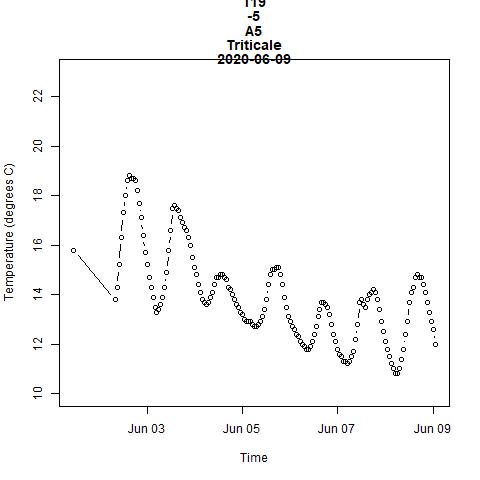 T19
-5
A5
Triticale
2020-06-09
22
20
18
16
14
12
10
Temperature (degrees C)
Jun 03 Jun 05 Jun 07 Jun 09
Time